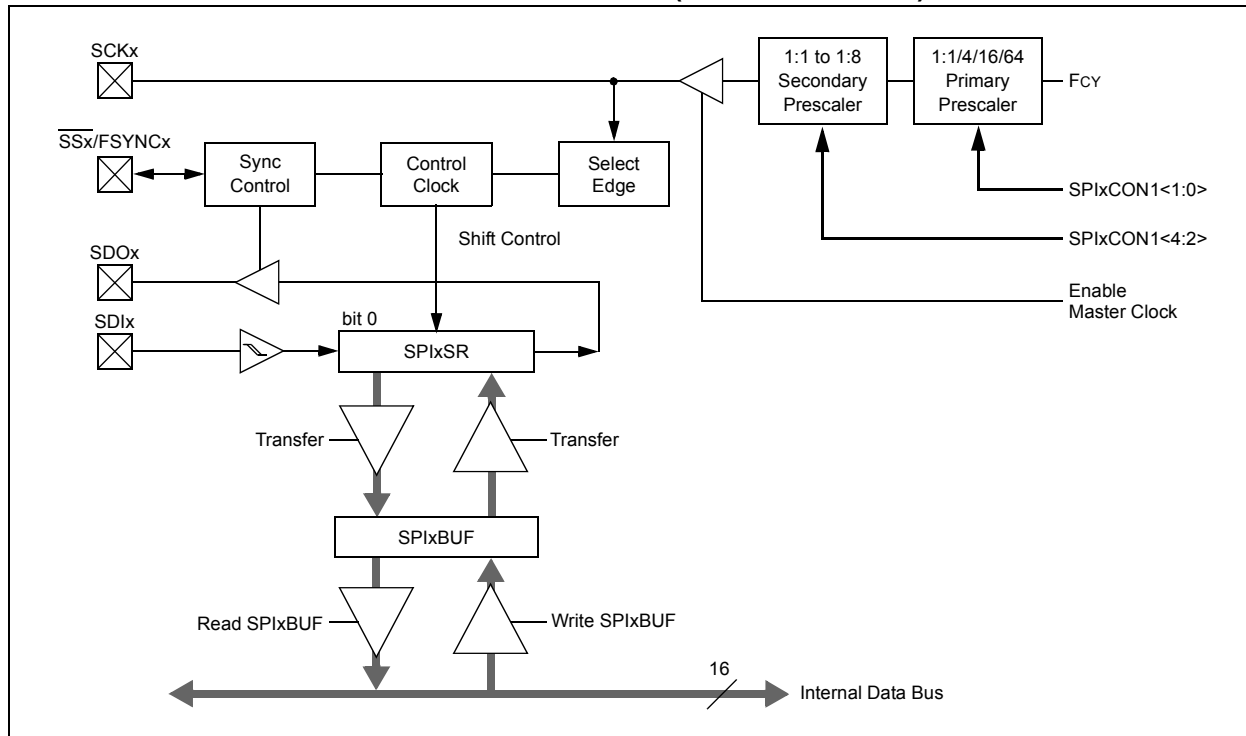 SCKx
1:1 to 1:8
Secondary
Prescaler
1:1/4/16/64
Primary
Prescaler
FCY
SSx/FSYNCx
Sync
Control
Control
Clock
Select
Edge
SPIxCON1<1:0>
SPIxCON1<4:2>
Shift Control
SDOx
Enable
Master Clock
bit 0
SDIx
SPIxSR
Transfer
Transfer
SPIxBUF
Read SPIxBUF
Write SPIxBUF
16
Internal Data Bus